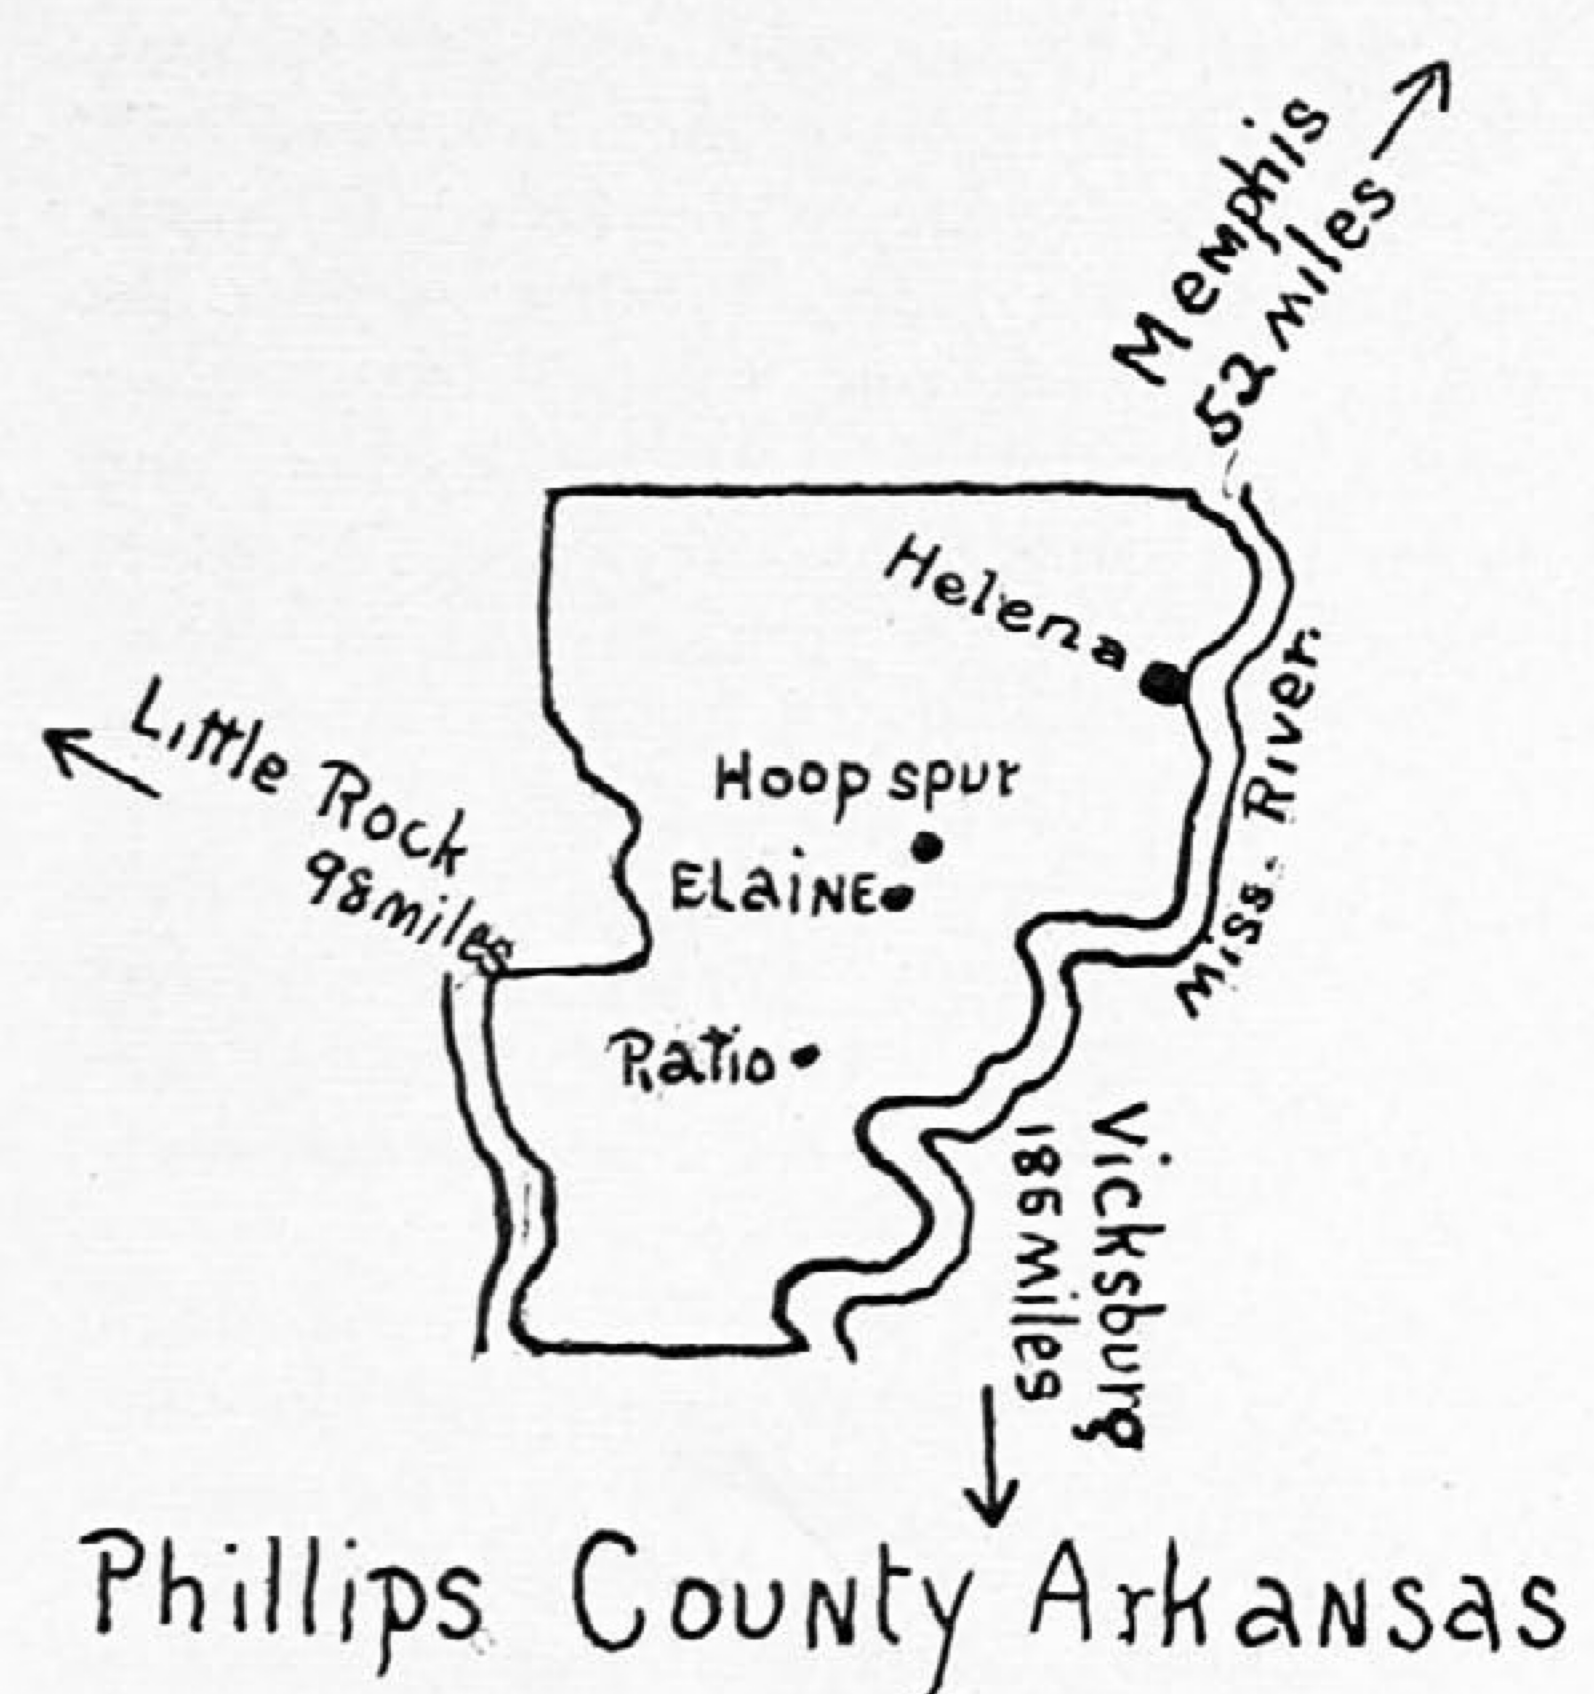 Memphis
52 miles
Helena
Miss. River
Little Rock
98 miles
Hoop spur
ELaiNE
Ratio
Vicksburg
186 miles
Phillips County Arkansas